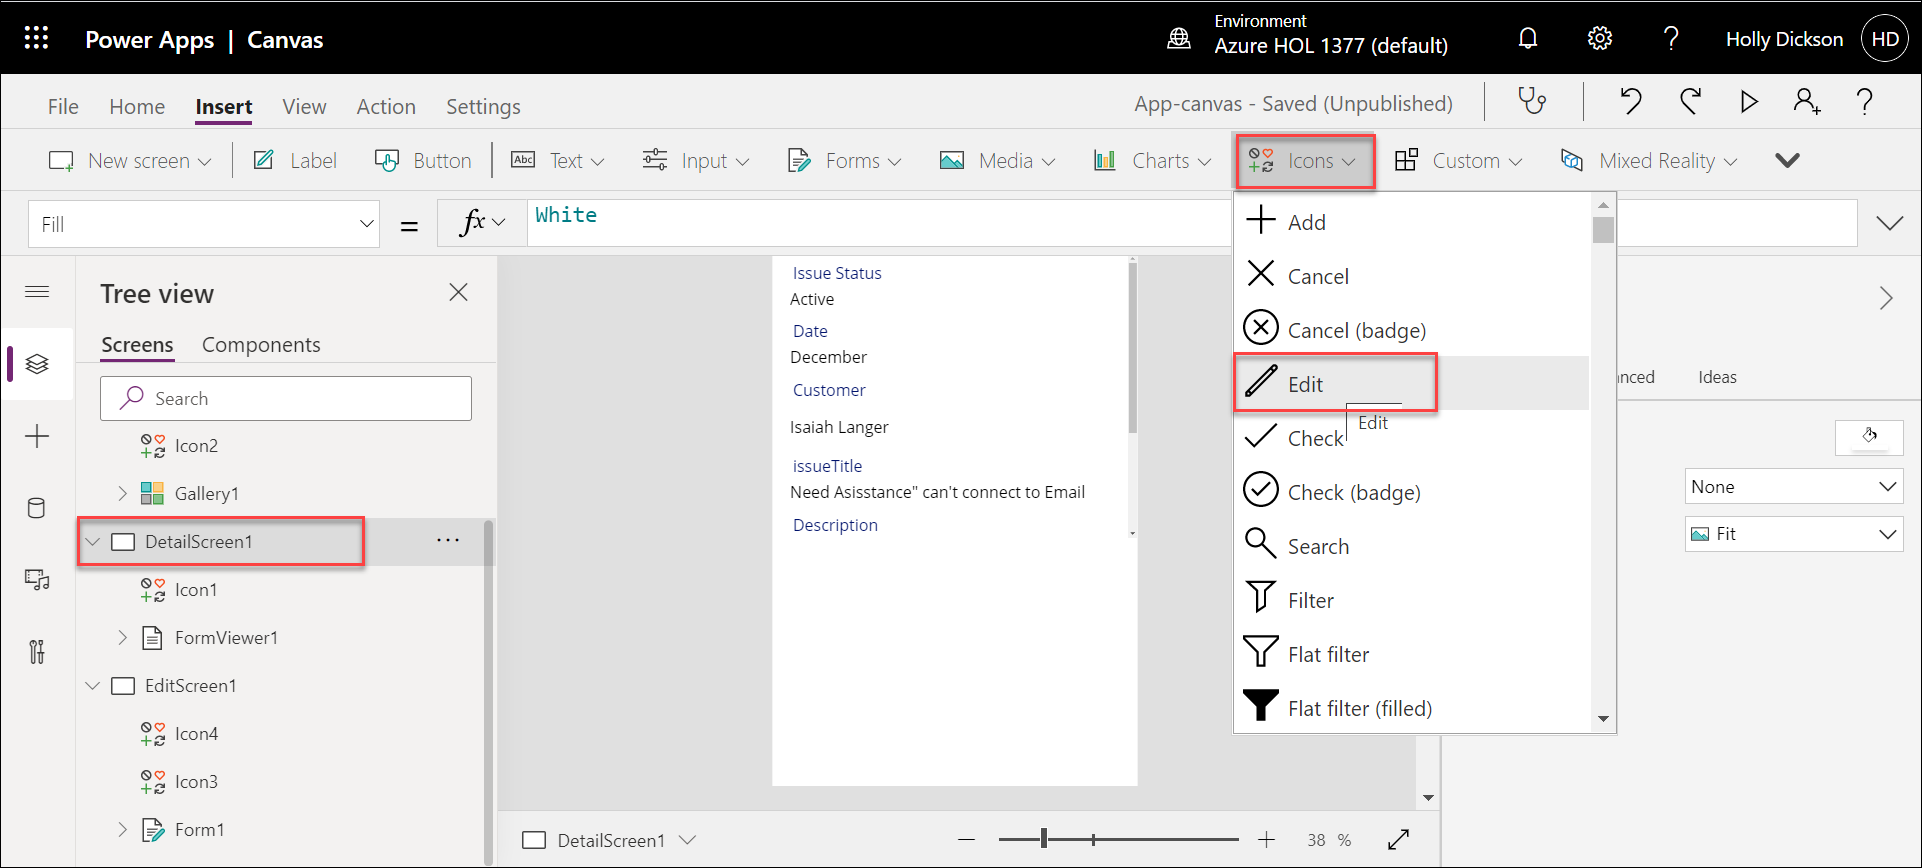 Power Apps | Canvas
Environment
Azure HOL 1377 (default)
?
Holly Dickson
HD
File Home Insert View Action Settings
App-canvas - Saved (Unpublished)
?
New screen Label Button Abc Text Input Forms Media Charts Icons Custom Mixed Reality
Fill
=
fx
White
Tree view
Screens Components
Search
Icon2
Gallery1
DetailScreen1
...
Icon1
FormViewer1
EditScreen1
Icon4
Icon3
Form1
Issue Status
Active
Date
December
Customer
Isaiah Langer
issueTitle
Need Asisstance" can't connect to Email
Description
Add
Cancel
Cancel (badge)
Edit
Edit
Check
Check (badge)
Search
Filter
Flat filter
Flat filter (filled)
nced Ideas
None
Fit
DetailScreen1
38 %